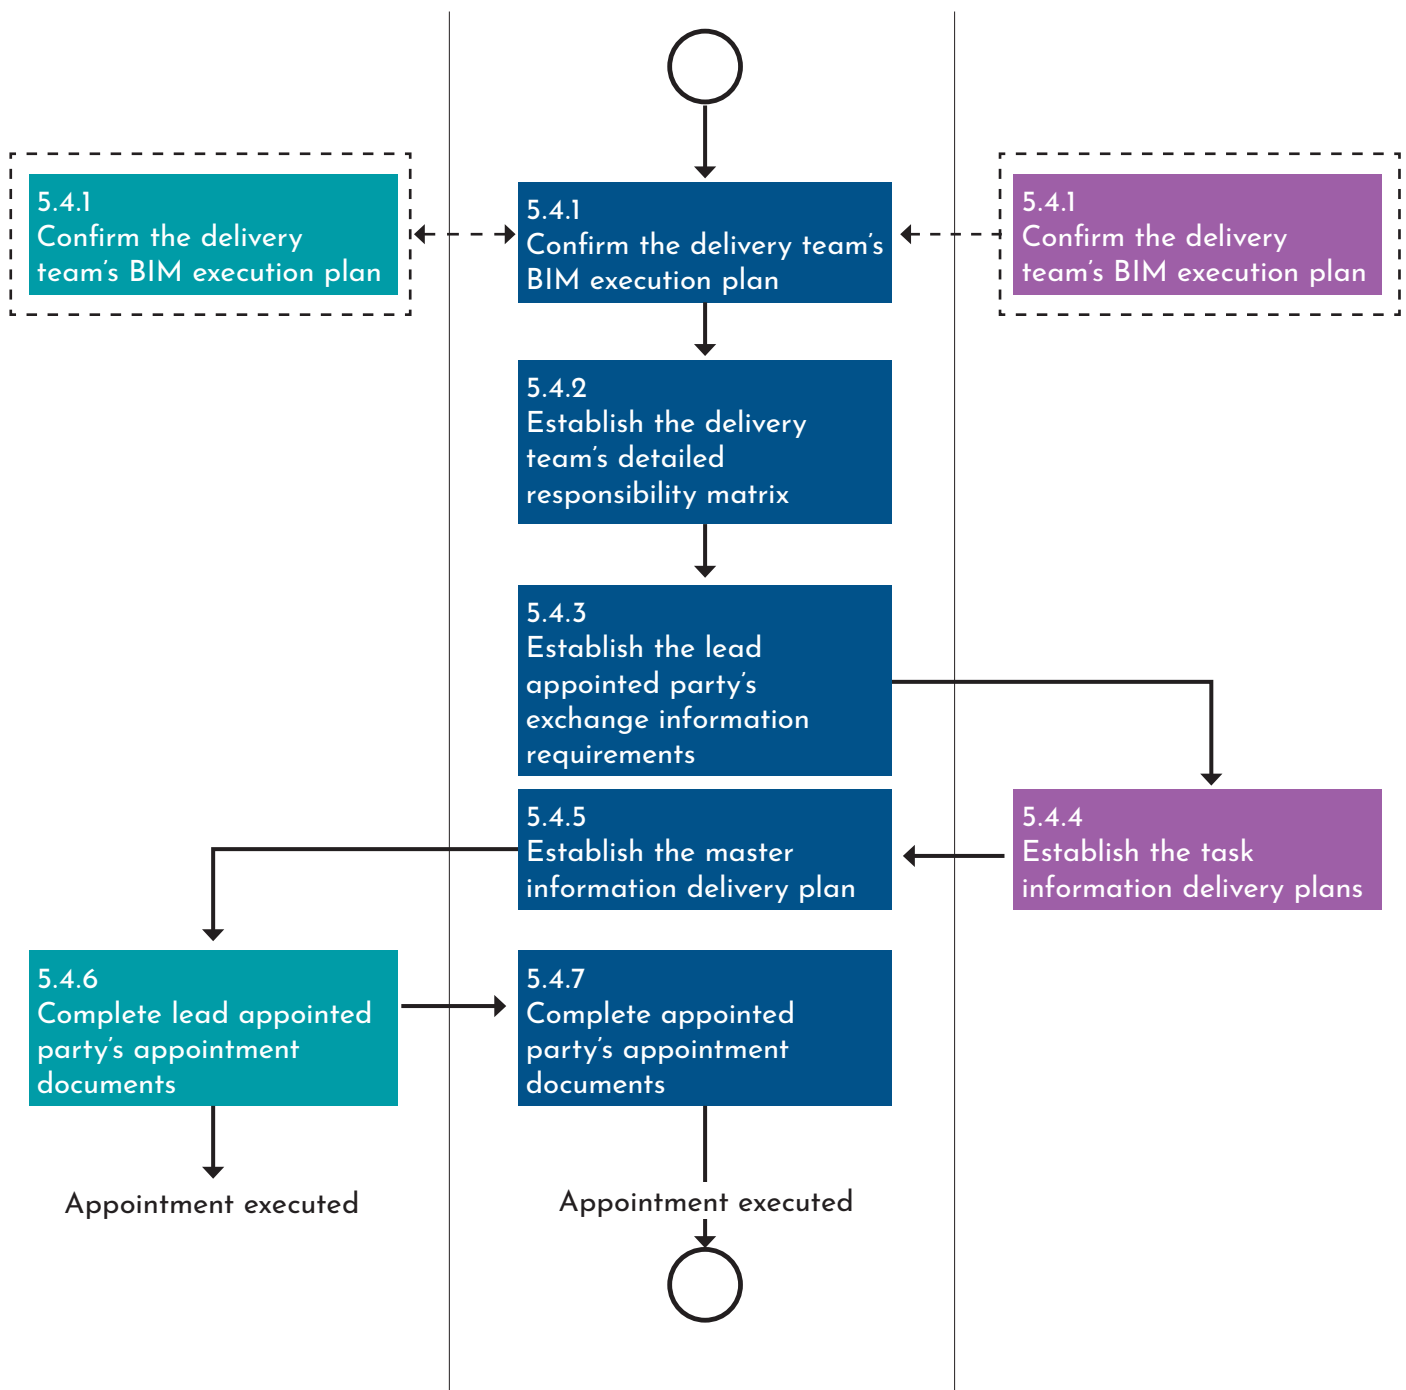 5.4.1
Confirm the delivery
team's BIM execution plan
5.4.1
Confirm the delivery team's
BIM execution plan
5.4.1
Confirm the delivery
team's BIM execution plan
5.4.2
Establish the delivery
team's detailed
responsibility matrix
5.4.3
Establish the lead
appointed party's
exchange information
requirements
5.4.5
Establish the master
information delivery plan
5.4.4
Establish the task
information delivery plans
5.4.6
Complete lead appointed
party's appointment
documents
5.4.7
Complete appointed
party's appointment
documents
Appointment executed
Appointment executed